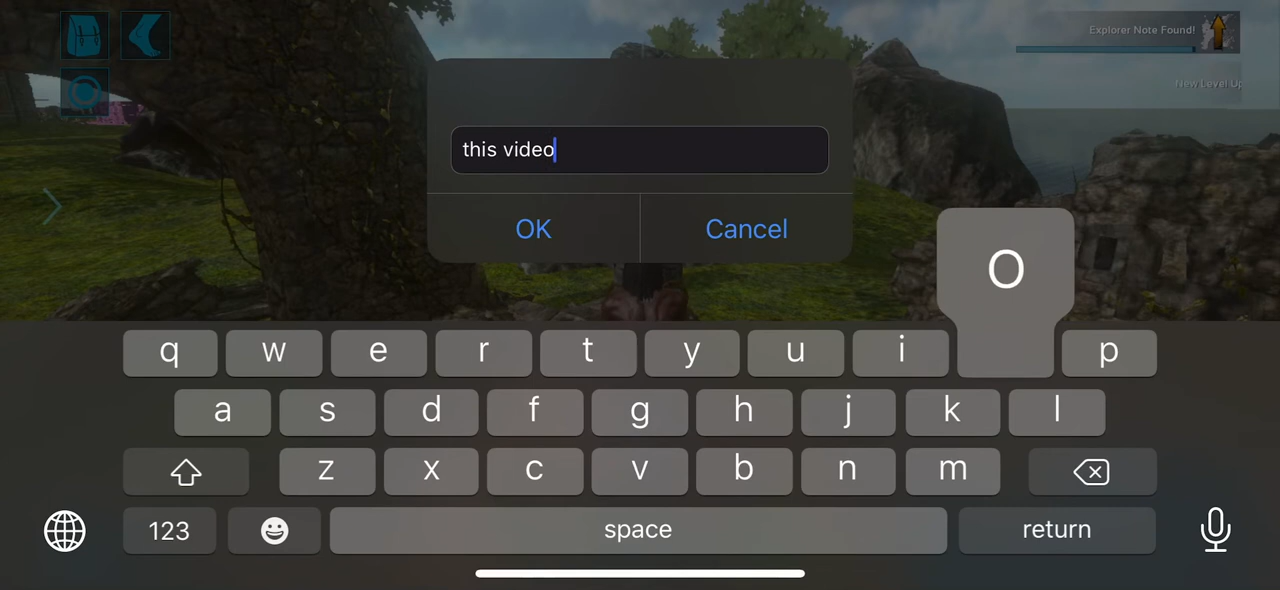 Explorer Note Found!
New Level Up
this video
OK
Cancel
O
q w e r t y u i p
a s d f g h j k l
z x c v b n m
123
space
return